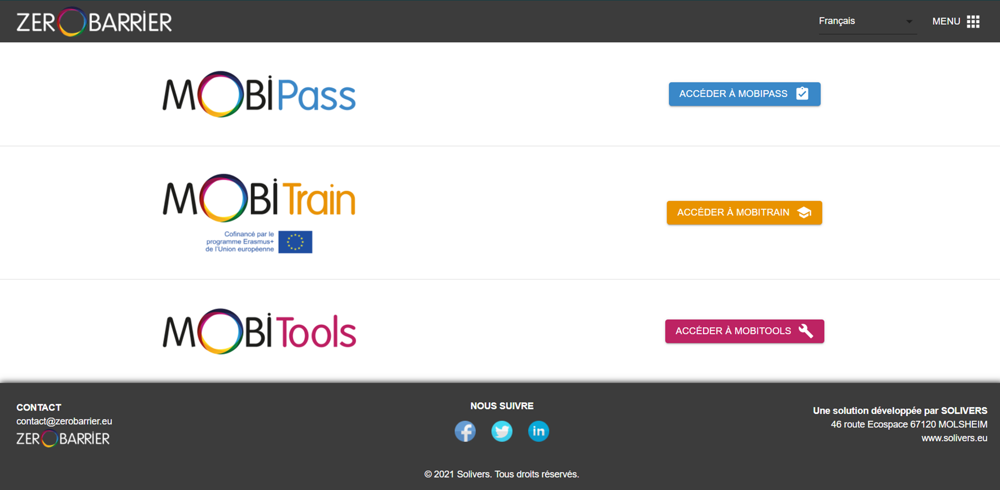 ZEROBARRIER
Français
MENU
MOBiPass
ACCÉDER À MOBIPASS
MOBiTrain
Cofinancé par le
programme Erasmus+
de l'Union européenne
ACCÉDER À MOBITRAIN
MOBiTools
ACCÉDER À MOBITOOLS
CONTACT
contact@zerobarrier.eu
ZEROBARRIER
NOUS SUIVRE
f
in
Une solution développée par SOLIVERS
46 route Ecospace 67120 MOLSHEIM
www.solivers.eu
© 2021 Solivers. Tous droits réservés.